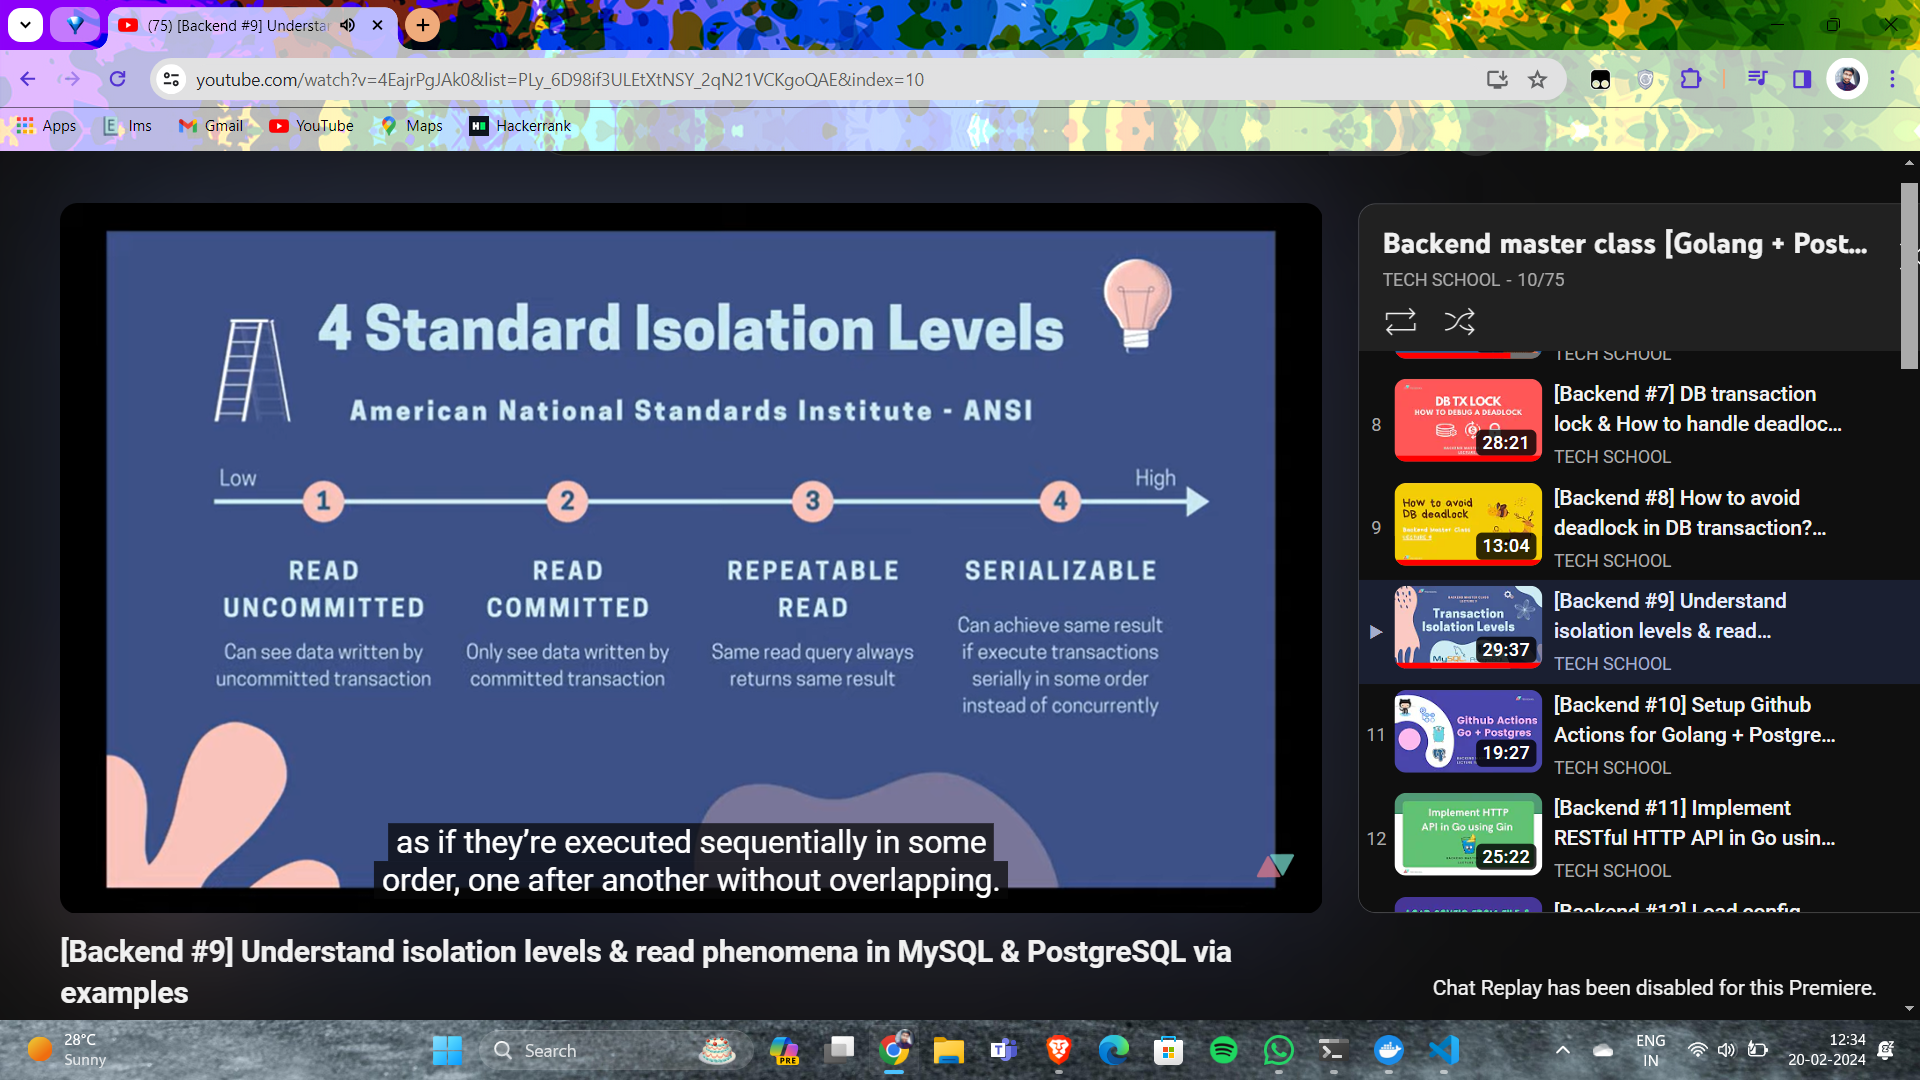 (75) [Backend #9] Understan
youtube.com/watch?v=4EajrPgJAk0&list=PLy_6D98if3ULEtXtNSY_2qN21VCKgoQAE&index=10
Apps
lms
Gmail
YouTube
Maps
Hackerrank
4 Standard Isolation Levels
American National Standards Institute - ANSI
Low
High
1
2
3
4
READ
UNCOMMITTED
Can see data written by
uncommitted transaction
READ
COMMITTED
Only see data written by
committed transaction
REPEATABLE
READ
Same read query always
returns same result
SERIALIZABLE
Can achieve same result
if execute transactions
serially in some order
instead of concurrently
as if they’re executed sequentially in some
order, one after another without overlapping.
[Backend #9] Understand isolation levels & read phenomena in MySQL & PostgreSQL via
examples
Backend master class [Golang + Post...
TECH SCHOOL - 10/75
TECH SCHOOL
8
DB TX LOCK
HOW TO DEBUG A DEADLOCK
28:21
[Backend #7] DB transaction
lock & How to handle deadloc...
TECH SCHOOL
9
How to avoid
DB deadlock
Backend Master Class
13:04
[Backend #8] How to avoid
deadlock in DB transaction?...
TECH SCHOOL
Transaction
Isolation Levels
MySQL
29:37
[Backend #9] Understand
isolation levels & read...
TECH SCHOOL
11
Github Actions
Go + Postgres
19:27
[Backend #10] Setup Github
Actions for Golang + Postgre...
TECH SCHOOL
12
Implement HTTP
API in Go using Gin
25:22
[Backend #11] Implement
RESTful HTTP API in Go usin...
TECH SCHOOL
[Backend #12] Load config
Chat Replay has been disabled for this Premiere.
28°C
Sunny
Search
PRE
ENG
IN
12:34
20-02-2024